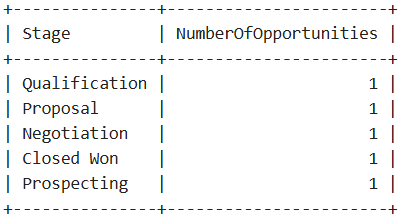 +---------------+-----------------------+
| Stage         | NumberOfOpportunities |
+---------------+-----------------------+
| Qualification |                     1 |
| Proposal      |                     1 |
| Negotiation   |                     1 |
| Closed Won    |                     1 |
| Prospecting   |                     1 |
+---------------+-----------------------+